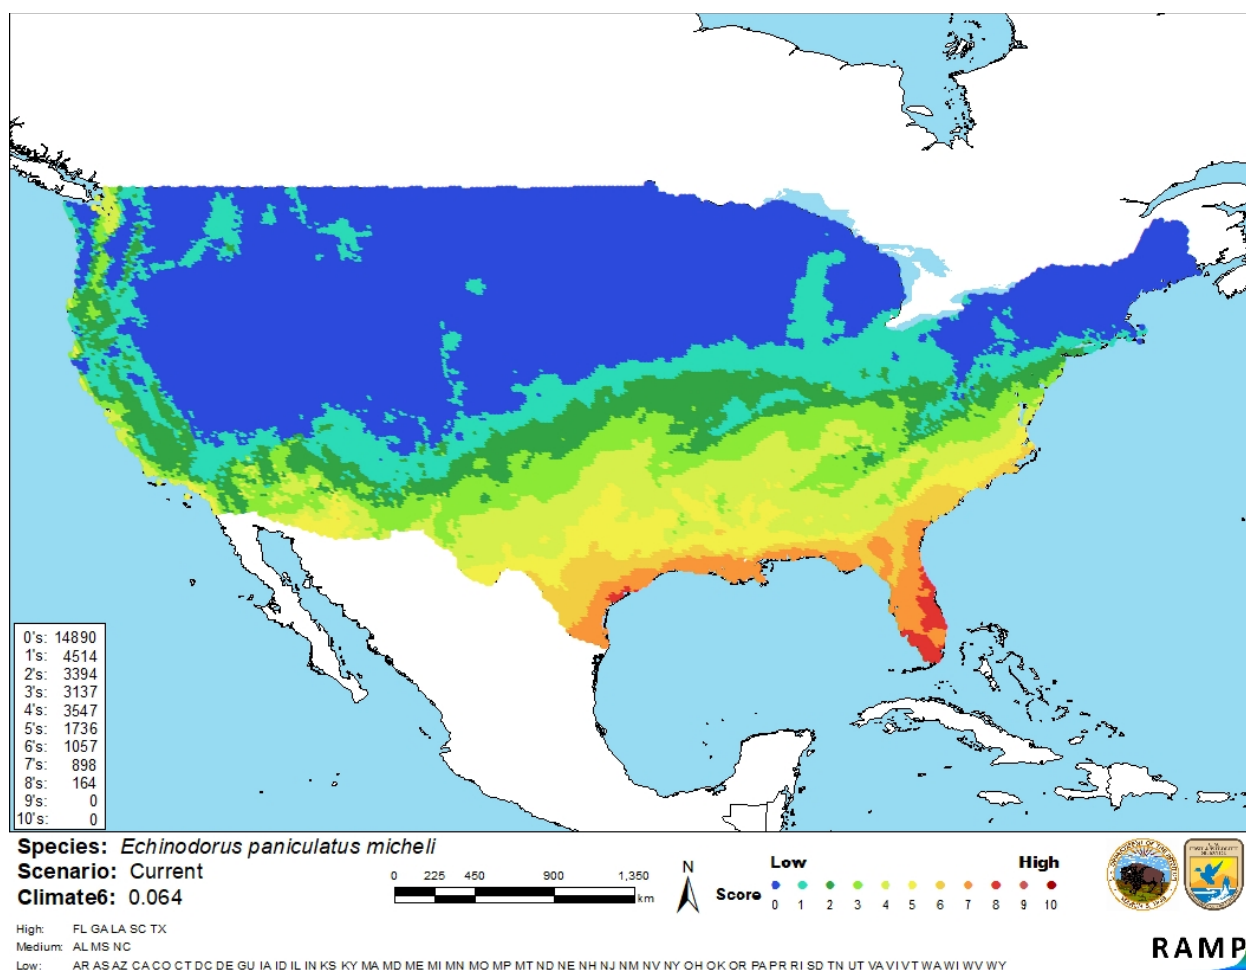 0's: 14890
1's: 4514
2's: 3394
3's: 3137
4's: 3547
5's: 1736
6's: 1057
7's: 898
8's: 164
9's: 0
10's: 0
Species: Echinodorus paniculatus micheli
Scenario: Current
Climate6: 0.064
0 225 450 900 1,350
km
N
Low High
Score 0 1 2 3 4 5 6 7 8 9 10
High: FL GA LA SC TX
Medium: AL MS NC
Low: AR AS AZ CA CO CT DC DE GU IA ID IL IN KS KY MA MD ME MI MN MO MP MT ND NE NH NJ NM NV NY OH OK OR PA PR RI SD TN UT VA VI VT WA WI WV WY
RAMP